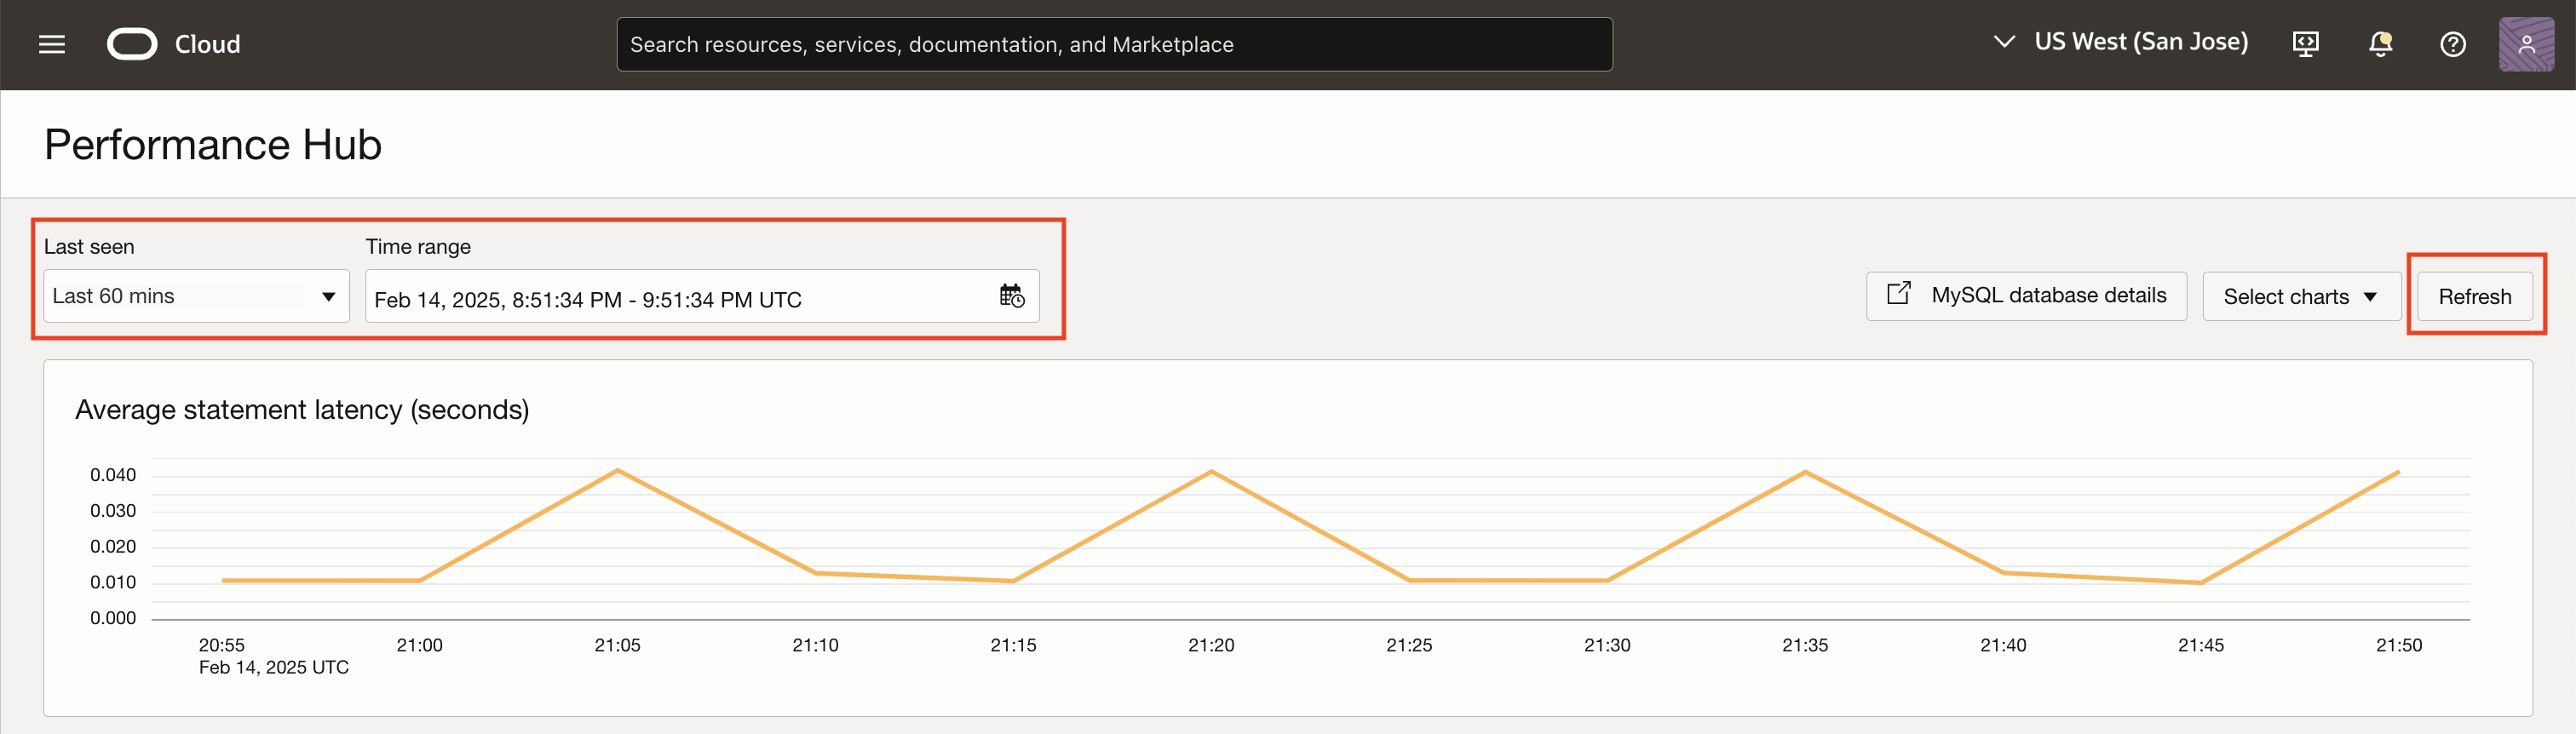 Cloud
Search resources, services, documentation, and Marketplace
US West (San Jose)
Performance Hub
Last seen
Time range
Last 60 mins
Feb 14, 2025, 8:51:34 PM - 9:51:34 PM UTC
MySQL database details
Select charts
Refresh
Average statement latency (seconds)
0.040
0.030
0.020
0.010
0.000
20:55 21:00 21:05 21:10 21:15 21:20 21:25 21:30 21:35 21:40 21:45 21:50
Feb 14, 2025 UTC